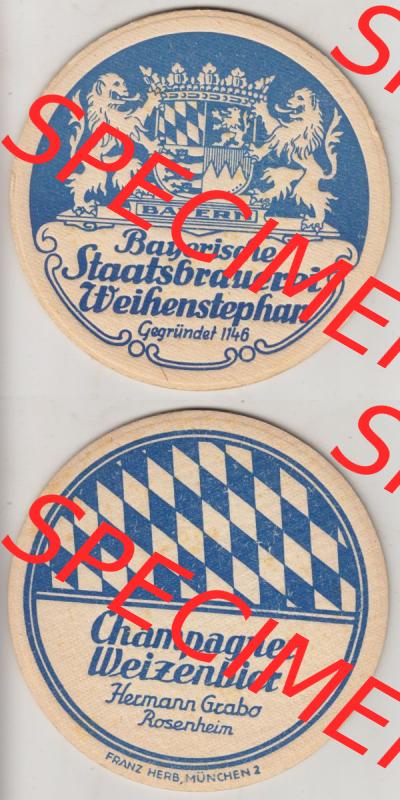 BAYERN
Bayerische
Staatsbrauerei
Weihenstephan
Gegründet 1146
Champagner
Weizenbier
Hermann Grabo
Rosenheim
FRANZ HERB, MÜNCHEN 2
SPECIMEN
SPECIMEN